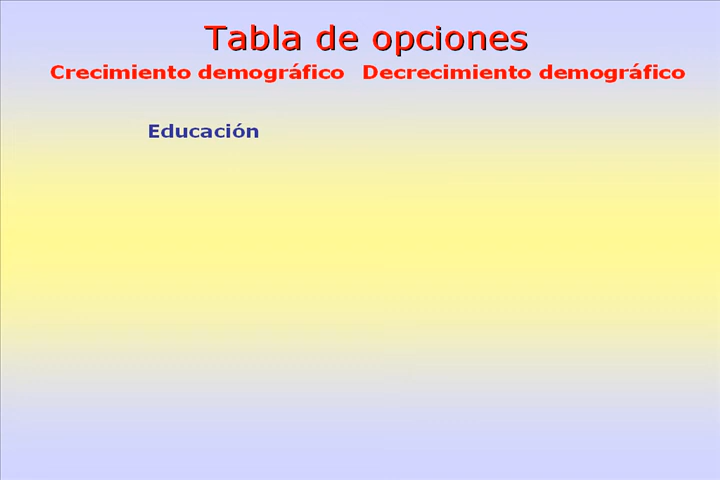 Tabla de opciones
Crecimiento demográfico Decrecimiento demográfico
Educación